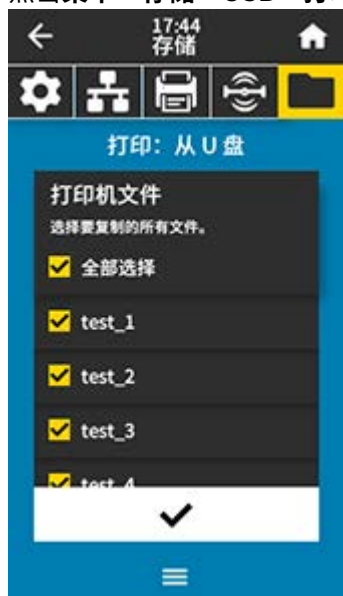 17:44
存储
打印：从 U 盘
打印机文件
选择要复制的所有文件。
全部选择
test_1
test_2
test_3
test_4